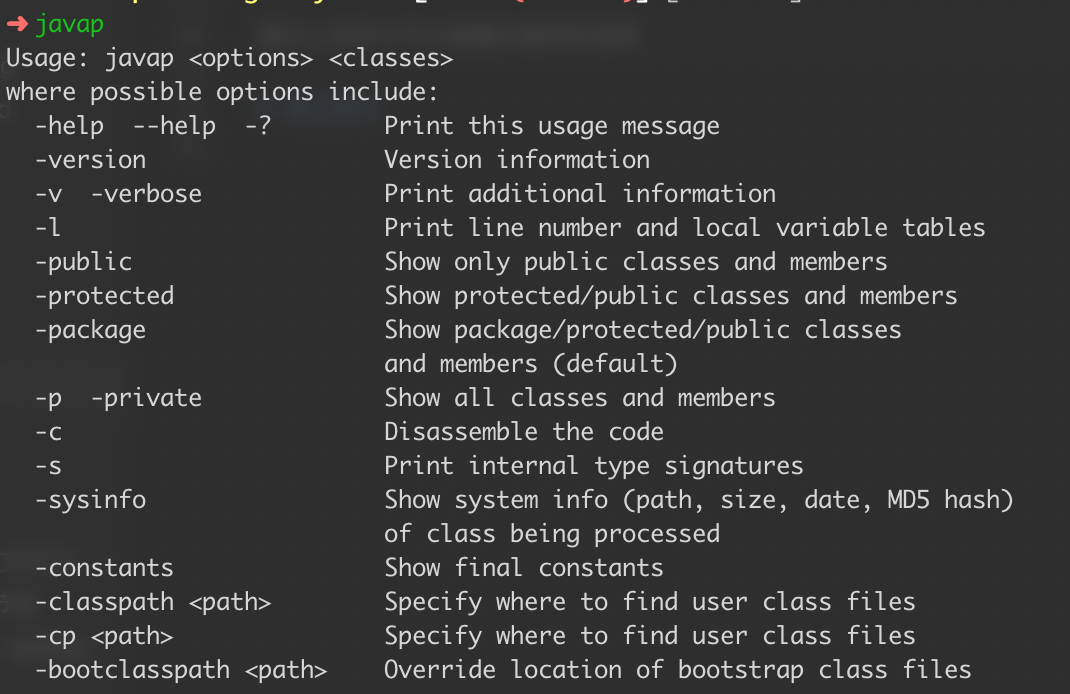 ➜ javap
Usage: javap <options> <classes>
where possible options include:
  -help  --help  -?        Print this usage message
  -version                 Version information
  -v  -verbose             Print additional information
  -l                       Print line number and local variable tables
  -public                  Show only public classes and members
  -protected               Show protected/public classes and members
  -package                 Show package/protected/public classes
                           and members (default)
  -p  -private             Show all classes and members
  -c                       Disassemble the code
  -s                       Print internal type signatures
  -sysinfo                 Show system info (path, size, date, MD5 hash)
                           of class being processed
  -constants               Show final constants
  -classpath <path>        Specify where to find user class files
  -cp <path>               Specify where to find user class files
  -bootclasspath <path>    Override location of bootstrap class files